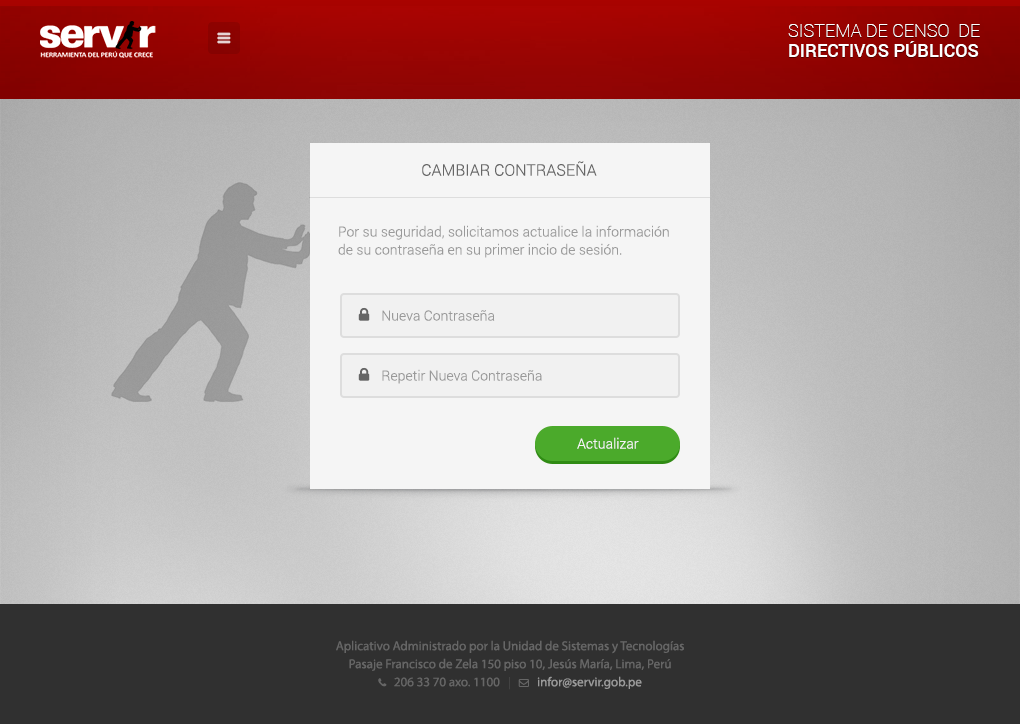 servir
HERRAMIENTA DEL PERÚ QUE CRECE
SISTEMA DE CENSO DE
DIRECTIVOS PÚBLICOS
CAMBIAR CONTRASEÑA
Por su seguridad, solicitamos actualice la información
de su contraseña en su primer incio de sesión.
Nueva Contraseña
Repetir Nueva Contraseña
Actualizar
Aplicativo Administrado por la Unidad de Sistemas y Tecnologías
Pasaje Francisco de Zela 150 piso 10, Jesús María, Lima, Perú
206 33 70 axo. 1100 | infor@servir.gob.pe